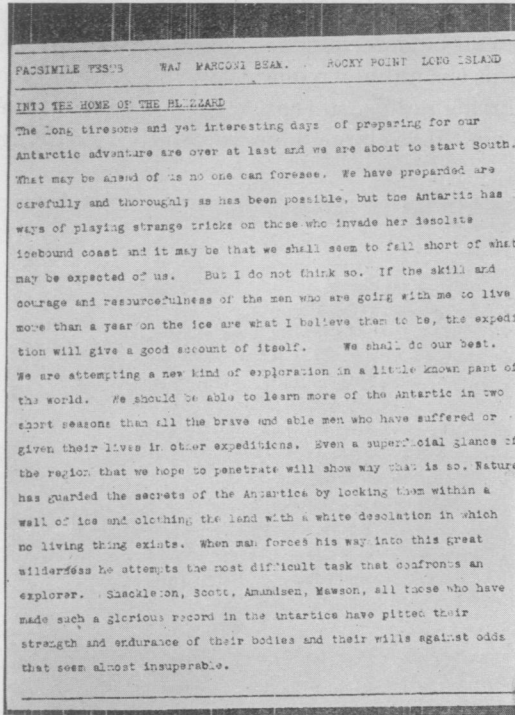 FACSIMILE TESTS WAJ MARCONI BEAM. ROCKY POINT LONG ISLAND
INTO THE HOME OF THE BLIZZARD
The long tiresome and yet interesting days of preparing for our
Antarctic adventure are over at last and we are about to start South.
What may be ahead of us no one can foresee. We have preparded are
carefully and thoroughly as has been possible, but the Antartic has
ways of playing strange tricks on those who invade her desolate
icebound coast and it may be that we shall seem to fall short of what
may be expected of us. But I do not think so. If the skill and
courage and resourcefulness of the men who are going with me to live
more than a year on the ice are what I believe them to be, the expedi
tion will give a good account of itself. We shall do our best.
We are attempting a new kind of exploration in a little known part of
the world. We should be able to learn more of the Antartic in two
short seasons than all the brave and able men who have suffered or
given their lives in other expeditions. Even a superficial glance of
the region that we hope to penetrate will show way that is so. Nature
has guarded the secrets of the Antartica by locking them within a
wall of ice and clothing the land with a white desolation in which
no living thing exists. When man forces his way into this great
wilderness he attempts the most difficult task that confronts an
explorer. Shackleton, Scott, Amundsen, Mawson, all those who have
made such a glorious record in the Antartica have pitted their
strength and endurance of their bodies and their wills against odds
that seem almost insuperable.